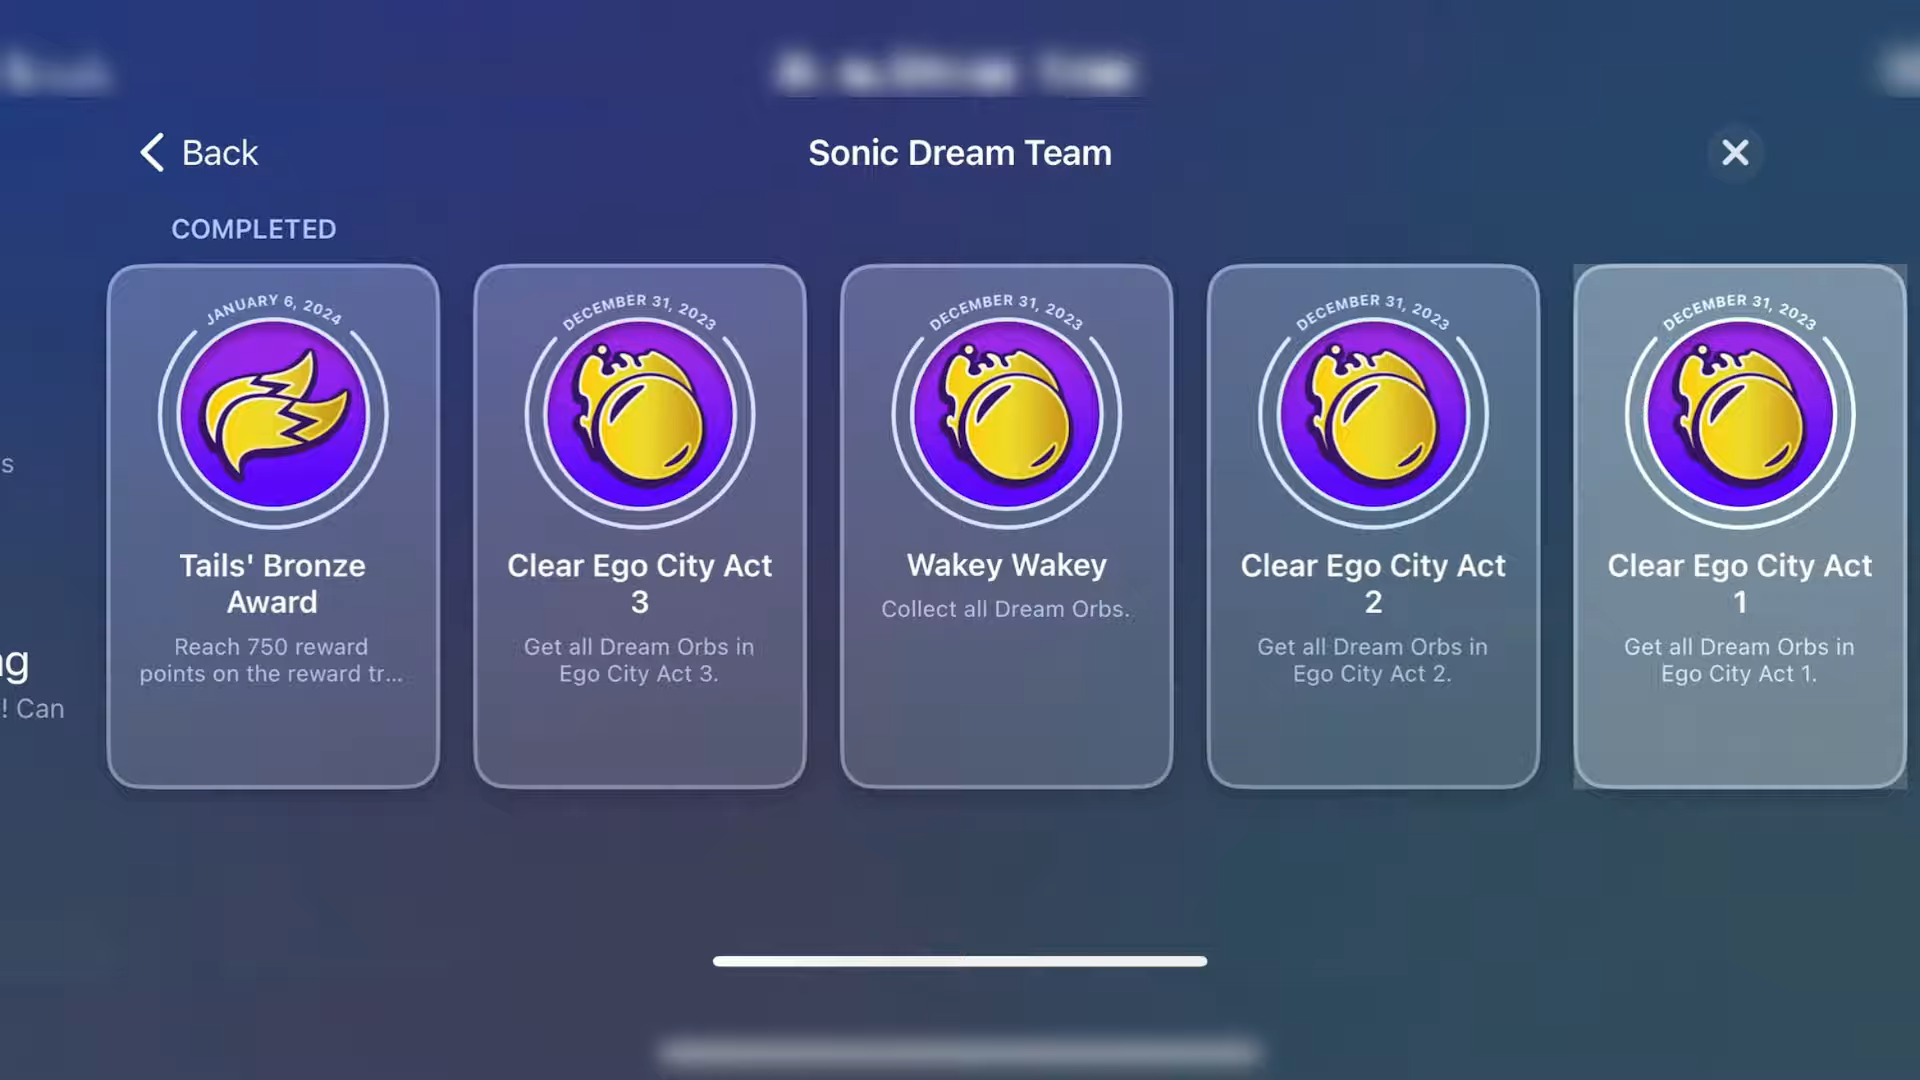 Back
Sonic Dream Team
COMPLETED
JANUARY 6, 2024
Tails' Bronze
Award
Reach 750 reward
points on the reward tr...
DECEMBER 31, 2023
Clear Ego City Act
3
Get all Dream Orbs in
Ego City Act 3.
DECEMBER 31, 2023
Wakey Wakey
Collect all Dream Orbs.
DECEMBER 31, 2023
Clear Ego City Act
2
Get all Dream Orbs in
Ego City Act 2.
DECEMBER 31, 2023
Clear Ego City Act
1
Get all Dream Orbs in
Ego City Act 1.
s
ng
! Can